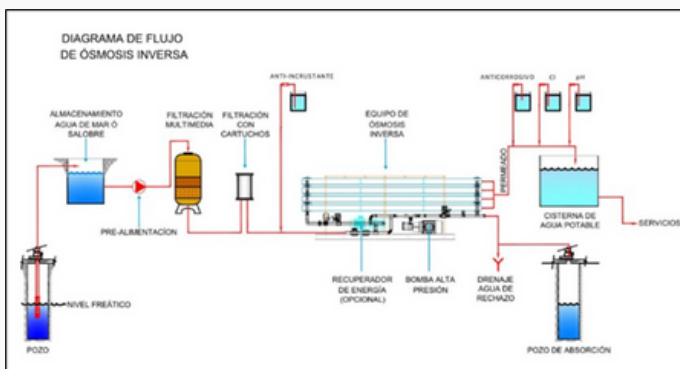 DIAGRAMA DE FLUJO
DE ÓSMOSIS INVERSA
ANTI-INCRUSTANTE
ANTICORROSIVO
Cl
pH
ALMACENAMIENTO
AGUA DE MAR Ó
SALOBRE
FILTRACIÓN
MULTIMEDIA
FILTRACIÓN
CON
CARTUCHOS
EQUIPO DE
ÓSMOSIS
INVERSA
PERMEADO
PRE-ALIMENTACÍON
CISTERNA DE
AGUA POTABLE
SERVICIOS
RECUPERADOR
DE ENERGÍA
(OPCIONAL)
BOMBA ALTA
PRESIÓN
DRENAJE
AGUA DE
RECHAZO
NIVEL FREÁTICO
POZO
POZO DE ABSORCIÓN